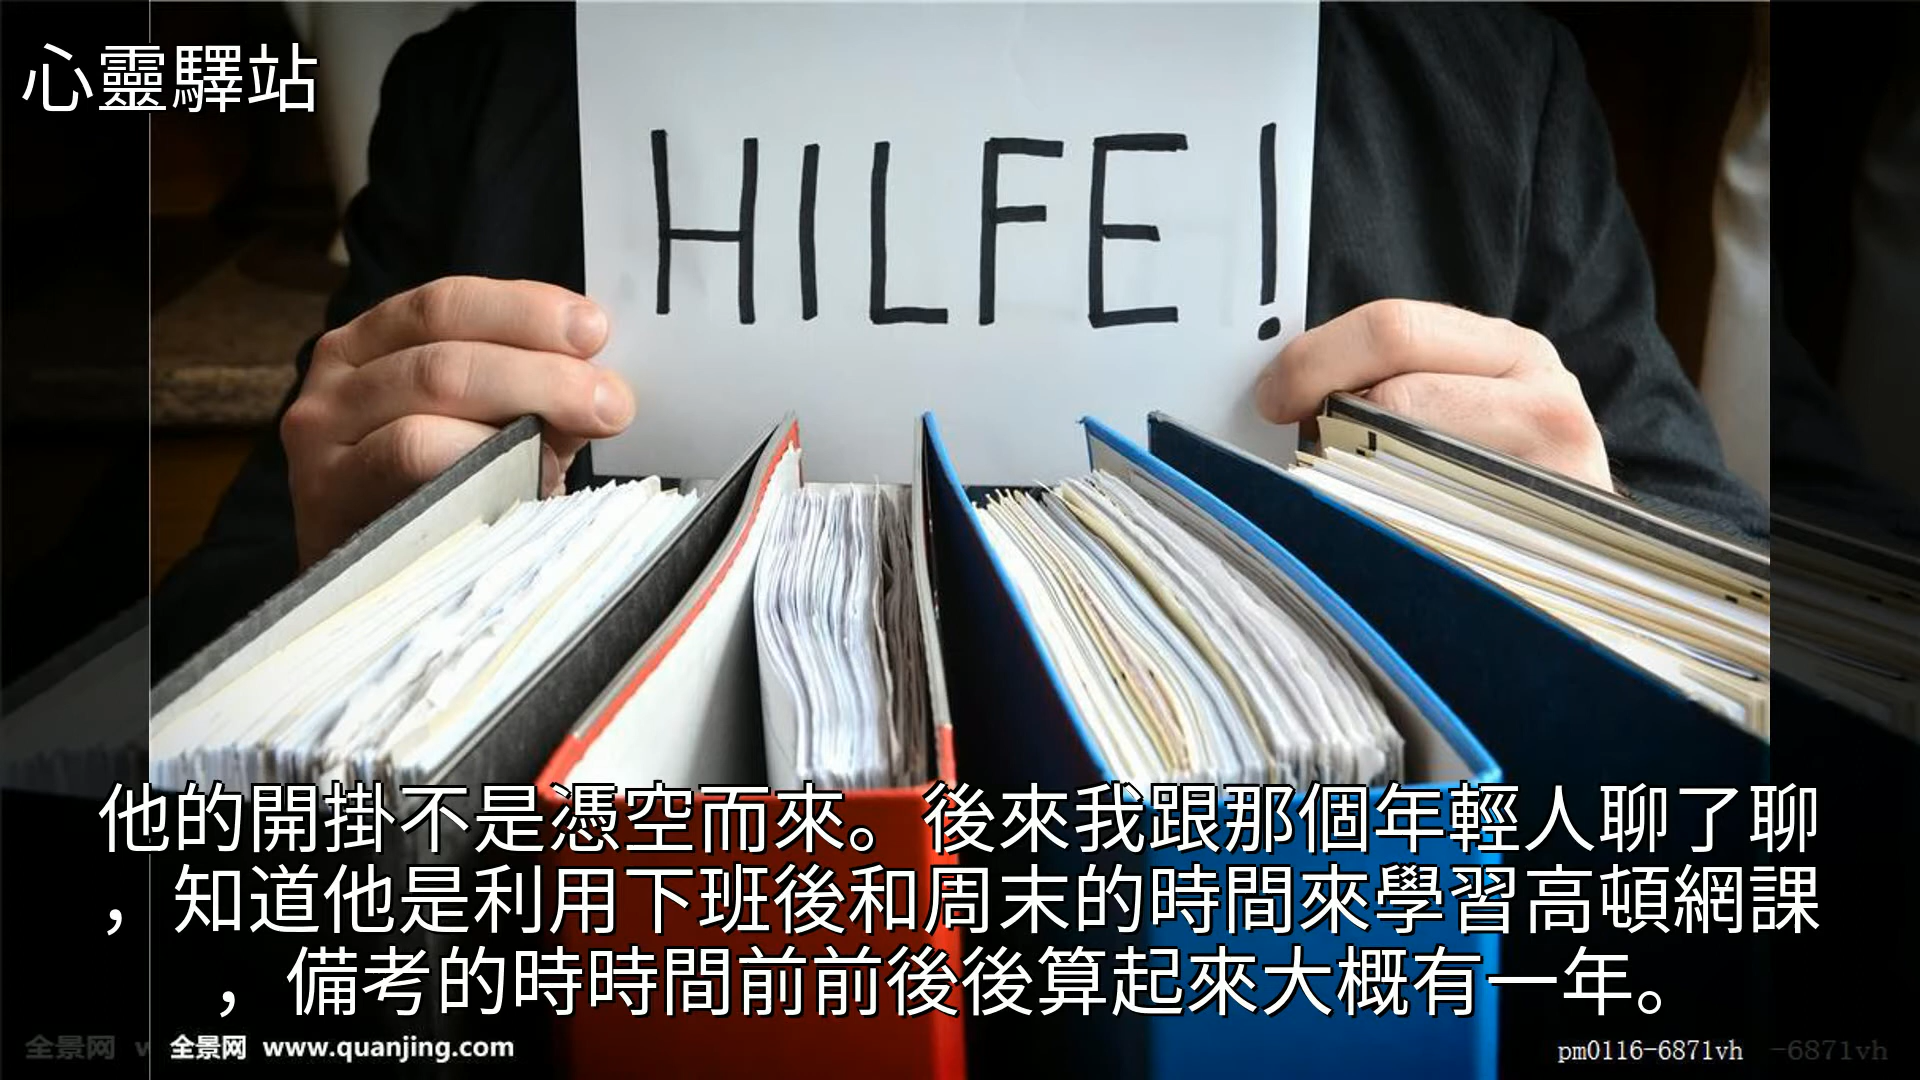 心靈驛站
HILFE!
他的開掛不是憑空而來。後來我跟那個年輕人聊了聊
，知道他是利用下班後和周末的時間來學習高頓網課
，備考的時時間前前後後算起來大概有一年。
全景网 w 全景网 www.quanjing.com
pm0116-6871vh -6871vh